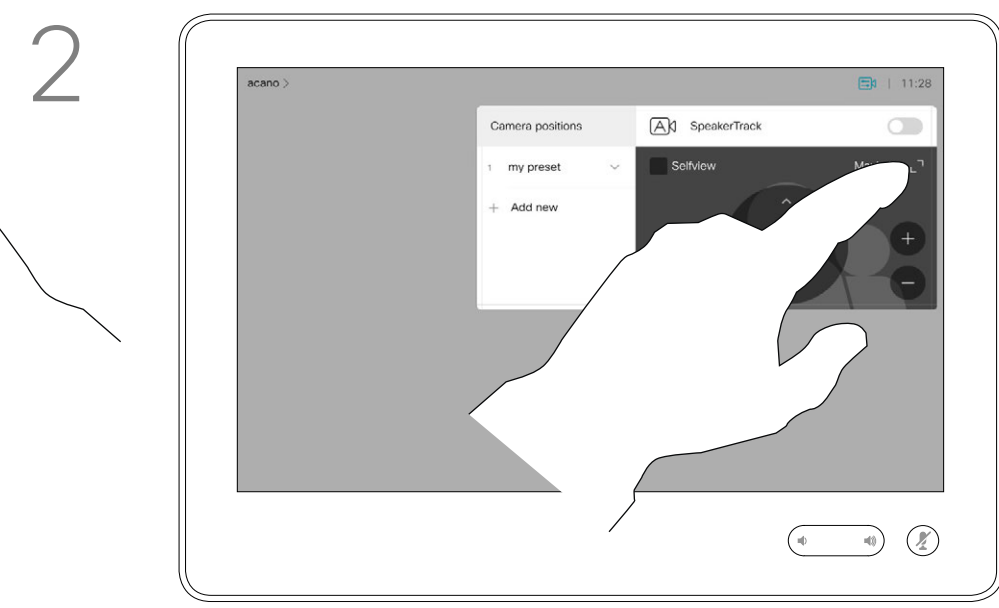 2
acano >
11:28
Camera positions
SpeakerTrack
1 my preset
Selfview
+ Add new